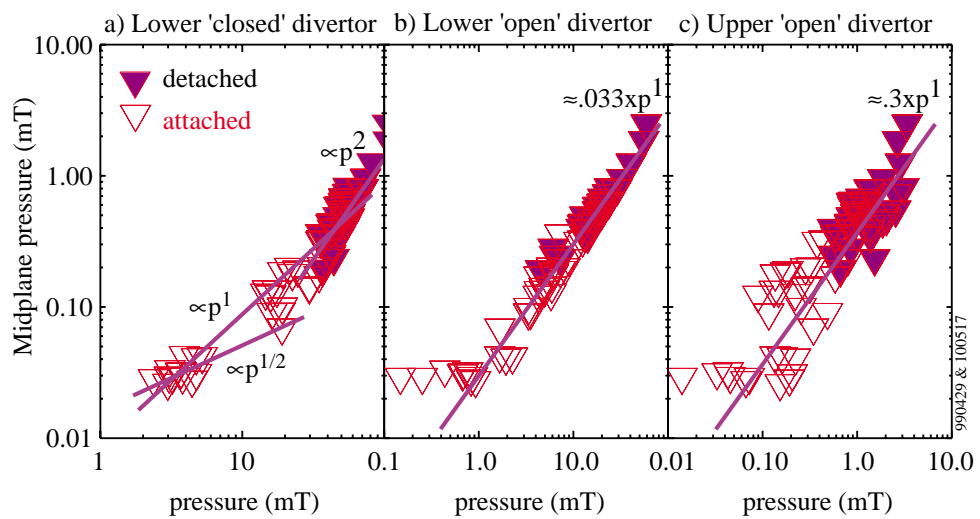 a) Lower 'closed' divertor
b) Lower 'open' divertor
c) Upper 'open' divertor
10.00
1.00
0.10
0.01
Midplane pressure (mT)
detached
attached
∝p²
∝p¹
∝p^1/2
≈.033xp¹
≈.3xp¹
990429 & 100517
1
10
0.1
1.0
10.0
0.01
0.10
1.0
10.0
pressure (mT)
pressure (mT)
pressure (mT)